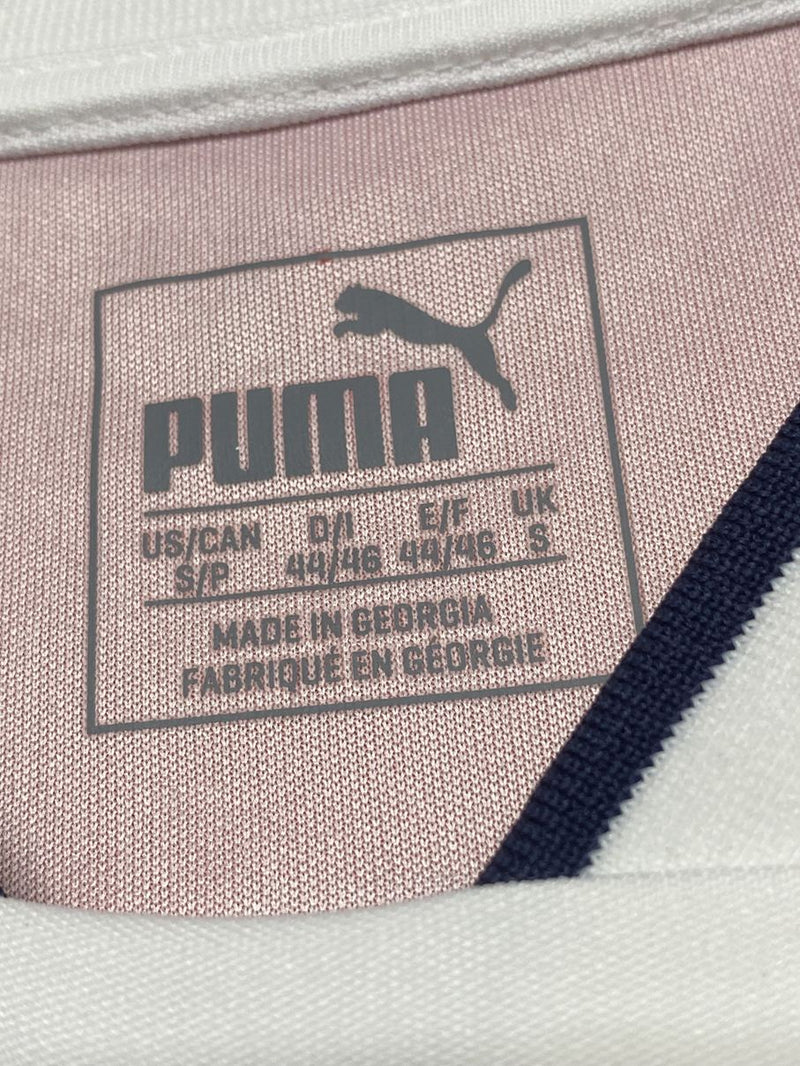 PUMA
US/CAN D/I E/F UK
S/P 44/46 44/46 S
MADE IN GEORGIA
FABRIQUÉ EN GÉORGIE